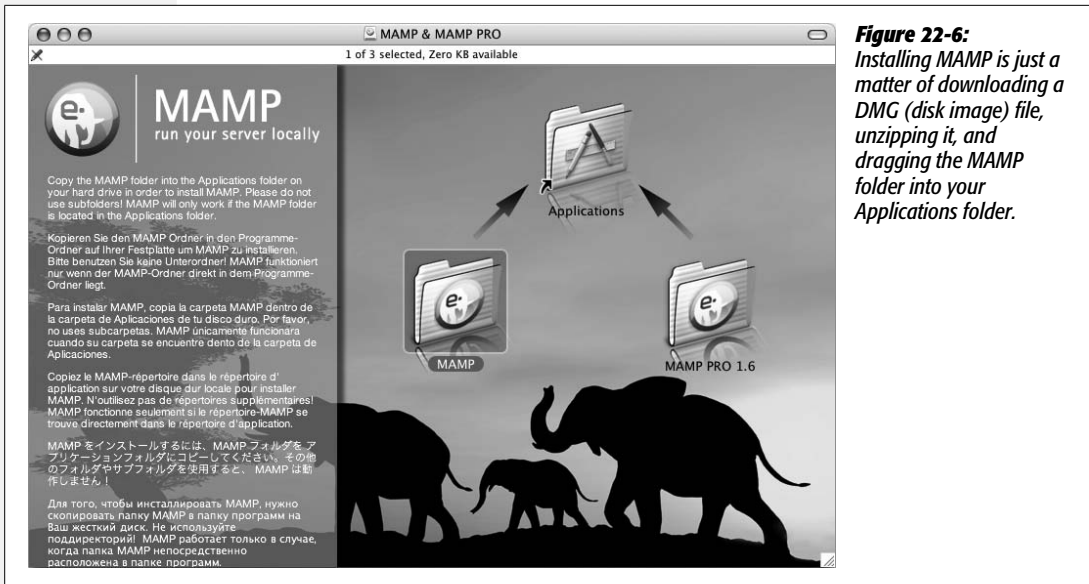 MAMP & MAMP PRO
1 of 3 selected, Zero KB available
e.
MAMP
run your server locally
Copy the MAMP folder into the Applications folder on
your hard drive in order to install MAMP. Please do not
use subfolders! MAMP will only work if the MAMP folder
is located in the Applications folder.
Kopieren Sie den MAMP Ordner in den Programme-
Ordner auf Ihrer Festplatte um MAMP zu installieren.
Bitte benutzen Sie keine Unterordner! MAMP funktioniert
nur wenn der MAMP-Ordner direkt in dem Programme-
Ordner liegt.
Para instalar MAMP, copia la carpeta MAMP dentro de
la carpeta de Aplicaciones de tu disco duro. Por favor,
no uses subcarpetas. MAMP únicamente funcionara
cuando su carpeta se encuentre dento de la carpeta de
Aplicaciones.
Copiez le MAMP-répertoire dans le répertoire d'
application sur votre disque dur locale pour installer
MAMP. N'outilisez pas de répertoires supplémentaires!
MAMP fonctionne seulement si le répertoire-MAMP se
trouve directement dans le répertoire d'application.
MAMP をインストールするには、MAMP フォルダを ア
プリケーションフォルダにコピーしてください。その他
のフォルダやサブフォルダを使用すると、 MAMP は動
作しません！
Для того, чтобы инсталлировать MAMP, нужно
скопировать папку MAMP в папку программ на
Ваш жесткий диск. Не используйте
поддиректорий! MAMP работает только в случае,
когда папка MAMP непосредственно
расположена в папке программ.
Applications
e.
MAMP
e.
MAMP PRO 1.6
Figure 22-6:
Installing MAMP is just a
matter of downloading a
DMG (disk image) file,
unzipping it, and
dragging the MAMP
folder into your
Applications folder.